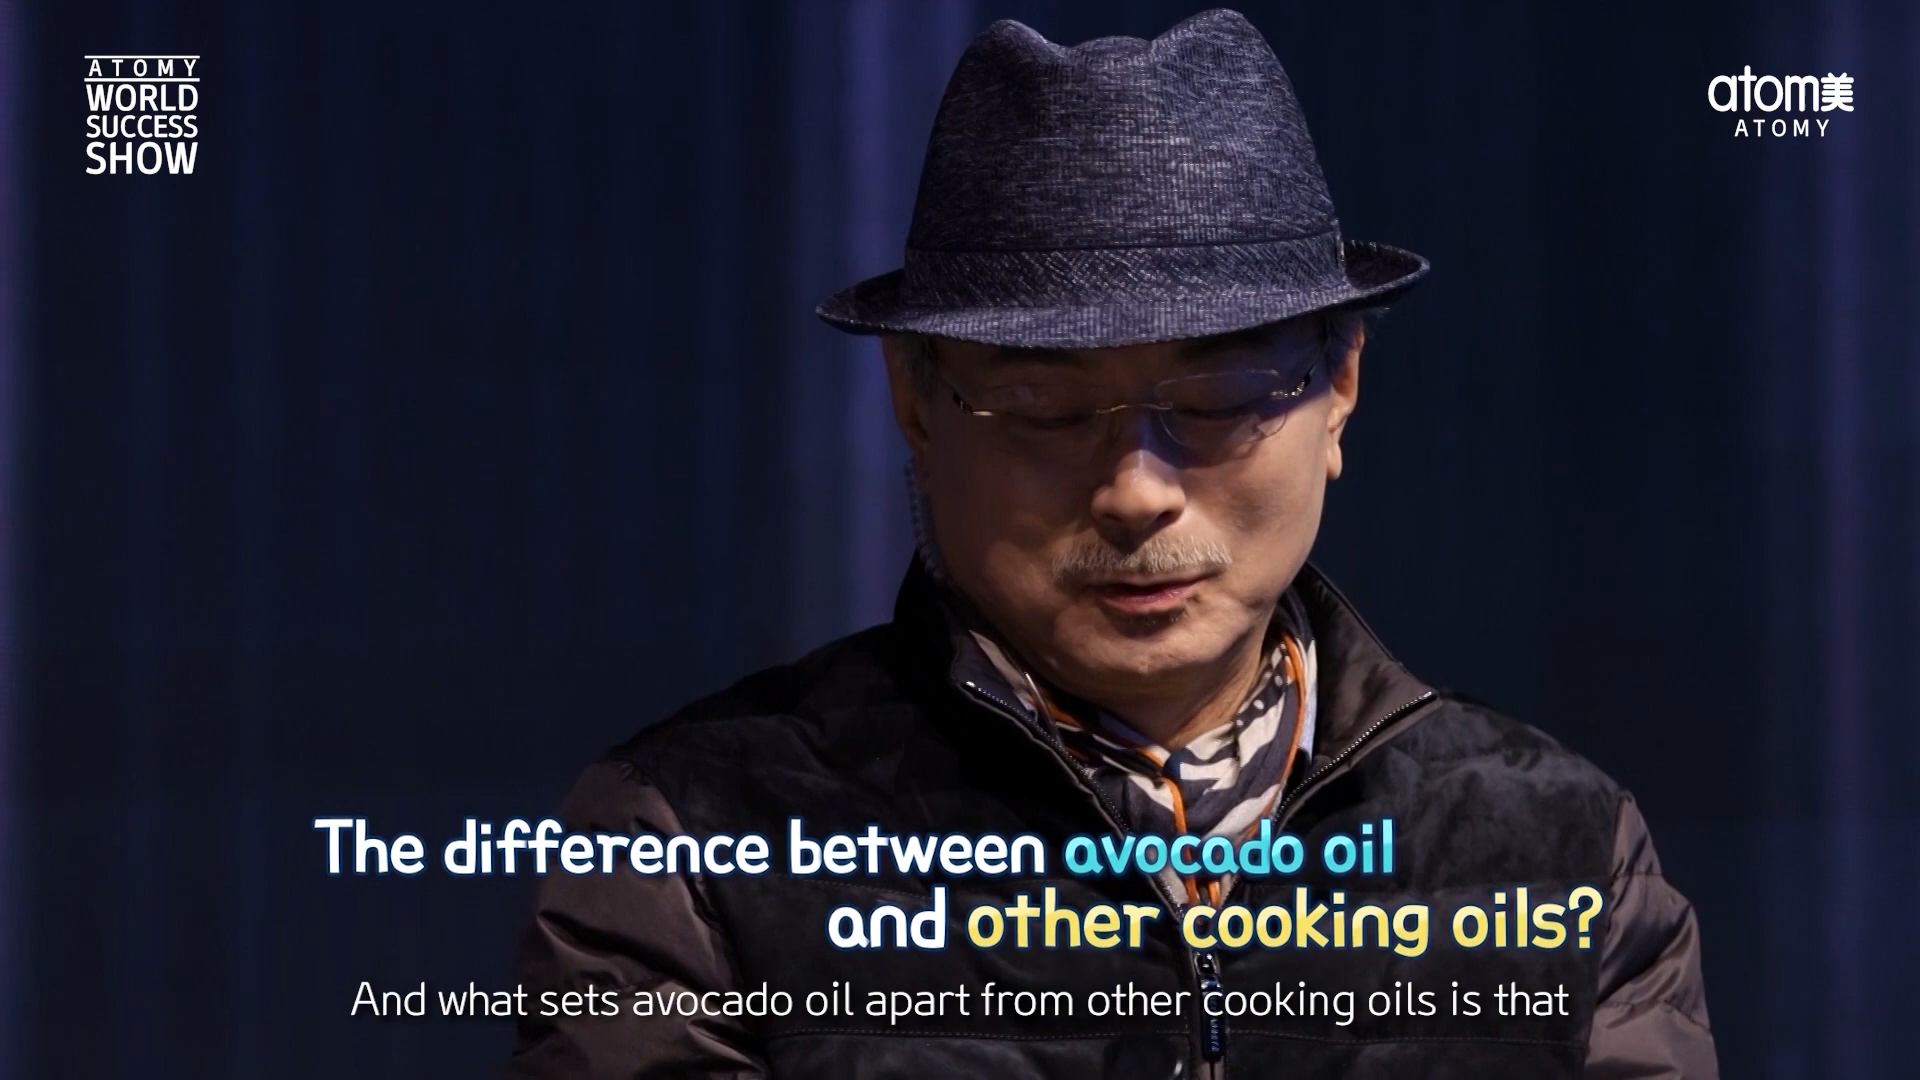 ATOMY
WORLD
SUCCESS
SHOW
atom美
ATOMY
The difference between avocado oil
and other cooking oils?
And what sets avocado oil apart from other cooking oils is that